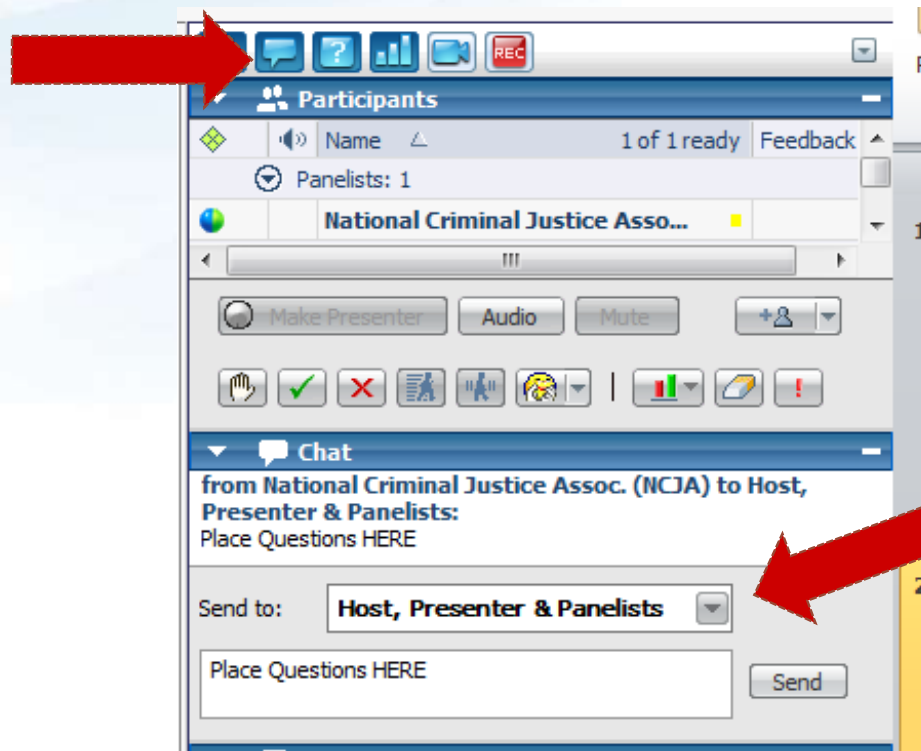 REC
Participants
Name 1 of 1 ready Feedback
Panelists: 1
National Criminal Justice Asso...
Make Presenter Audio Mute
Chat
from National Criminal Justice Assoc. (NCJA) to Host,
Presenter & Panelists:
Place Questions HERE
Send to: Host, Presenter & Panelists
Place Questions HERE
Send